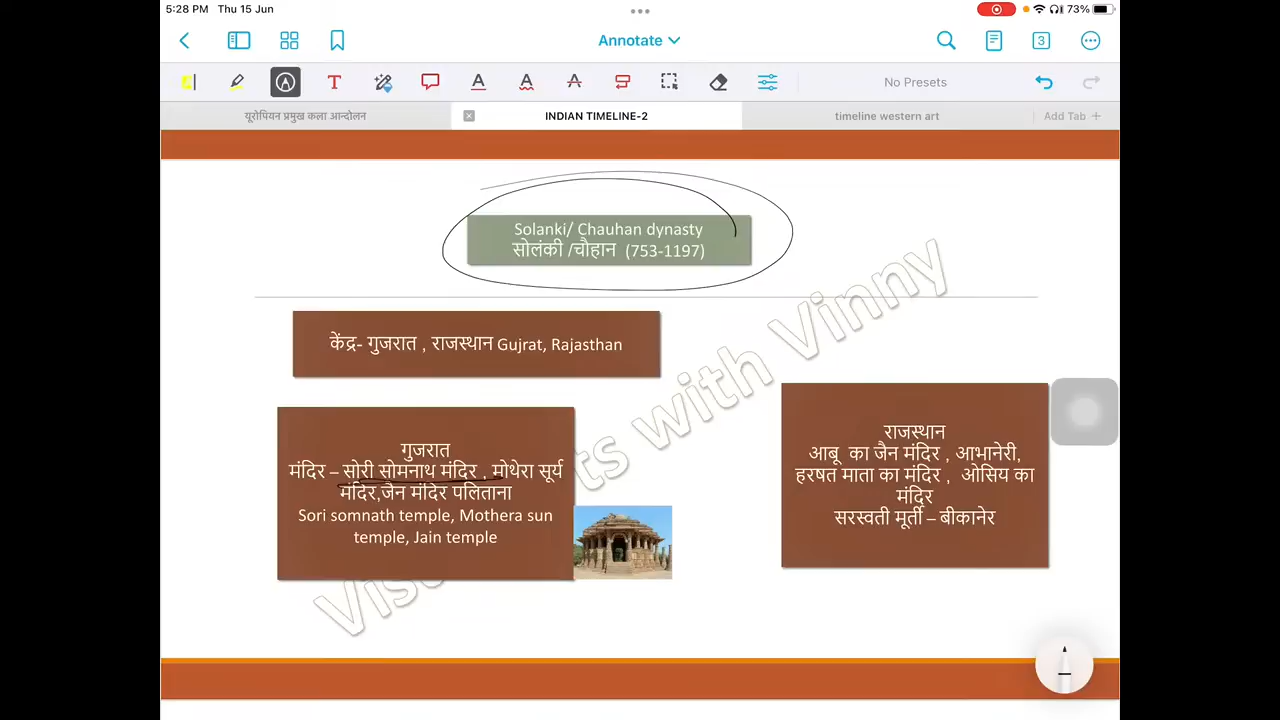 5:28 PM Thu 15 Jun
73%
Annotate
3
T
A
A
A
No Presets
यूरोपियन प्रमुख कला आन्दोलन
INDIAN TIMELINE-2
timeline western art
Add Tab +
Solanki/ Chauhan dynasty
सोलंकी /चौहान (753-1197)
केंद्र- गुजरात , राजस्थान Gujrat, Rajasthan
गुजरात
मंदिर – सोरी सोमनाथ मंदिर , मोथेरा सूर्य
मंदिर,जैन मंदिर पलिताना
Sori somnath temple, Mothera sun
temple, Jain temple
राजस्थान
आबू का जैन मंदिर , आभानेरी,
हरषत माता का मंदिर , ओसिय का
मंदिर
सरस्वती मूर्ती – बीकानेर
with Vinny